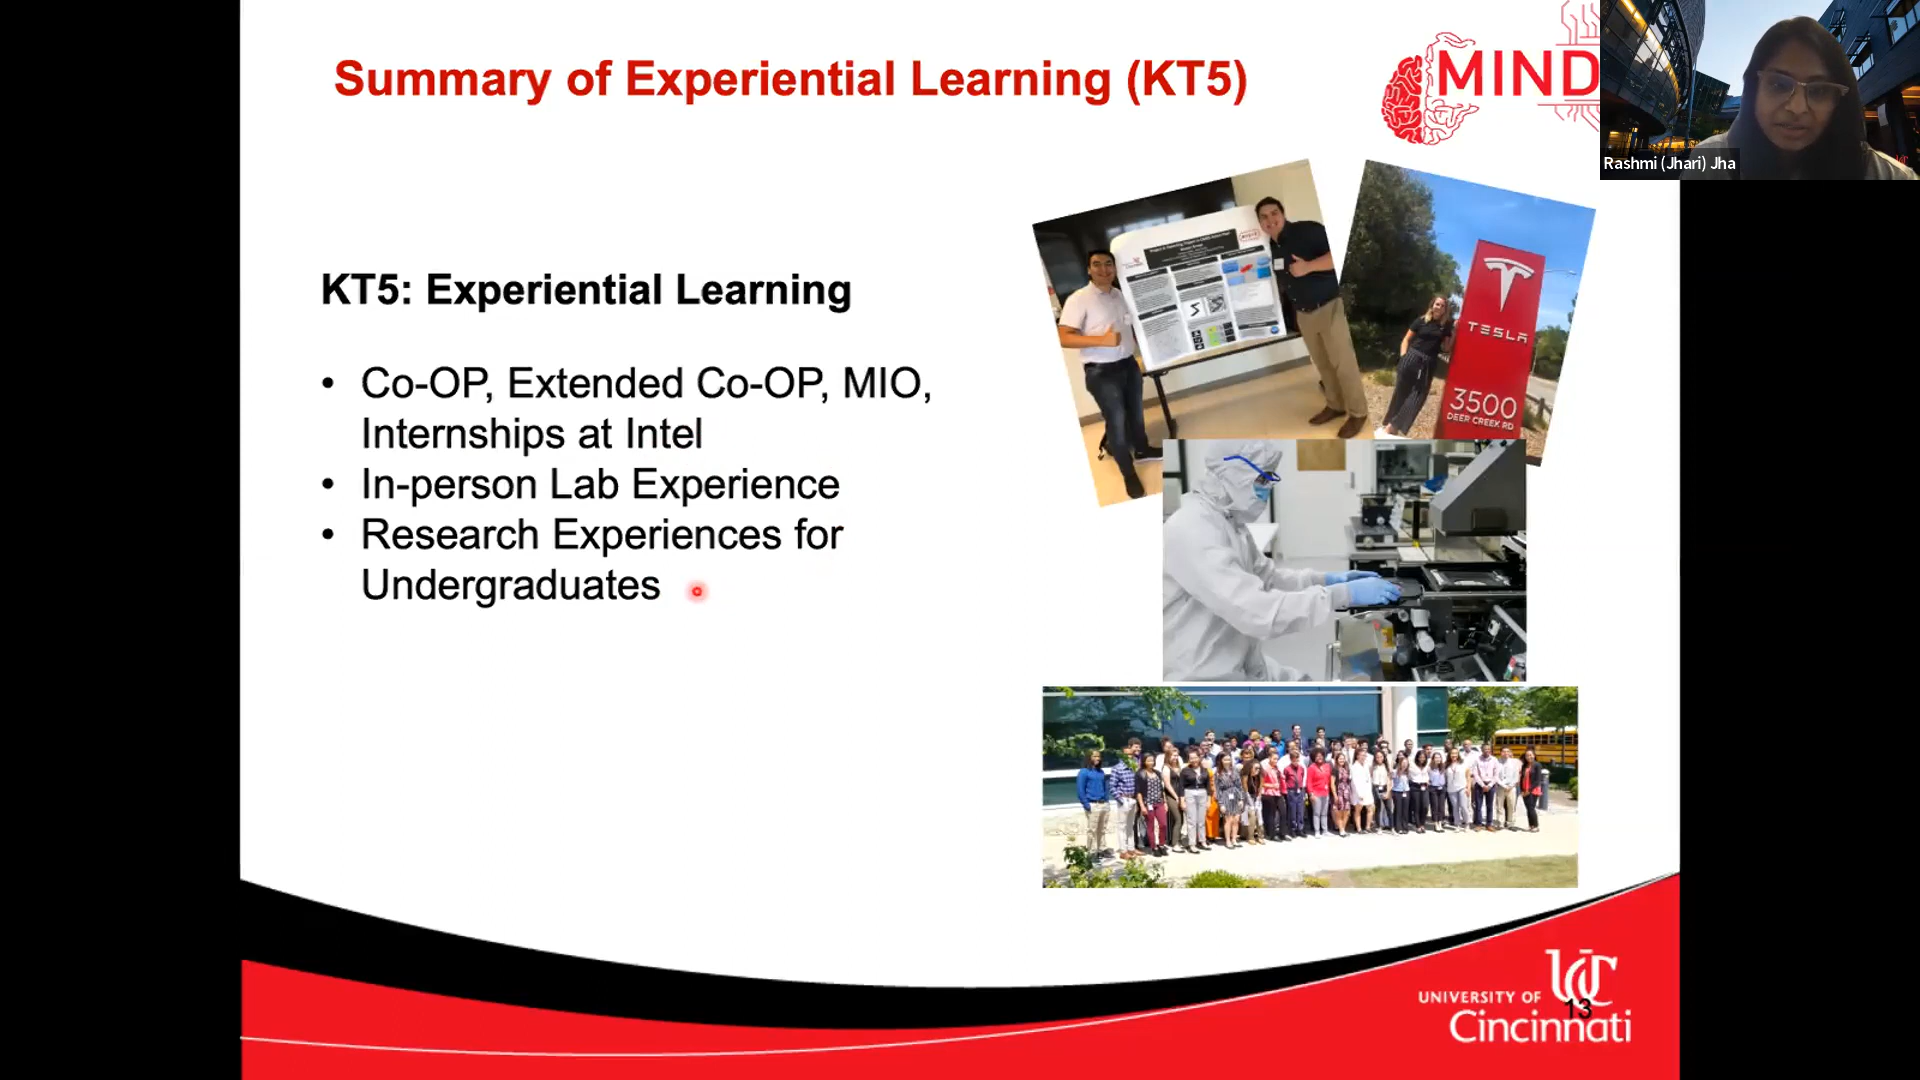 Summary of Experiential Learning (KT5)
MIND
Rashmi (Jhari) Jha
KT5: Experiential Learning
• Co-OP, Extended Co-OP, MIO,
Internships at Intel
• In-person Lab Experience
• Research Experiences for
Undergraduates
TESLA
3500
DEER CREEK RD
UNIVERSITY OF
UC
Cincinnati
13